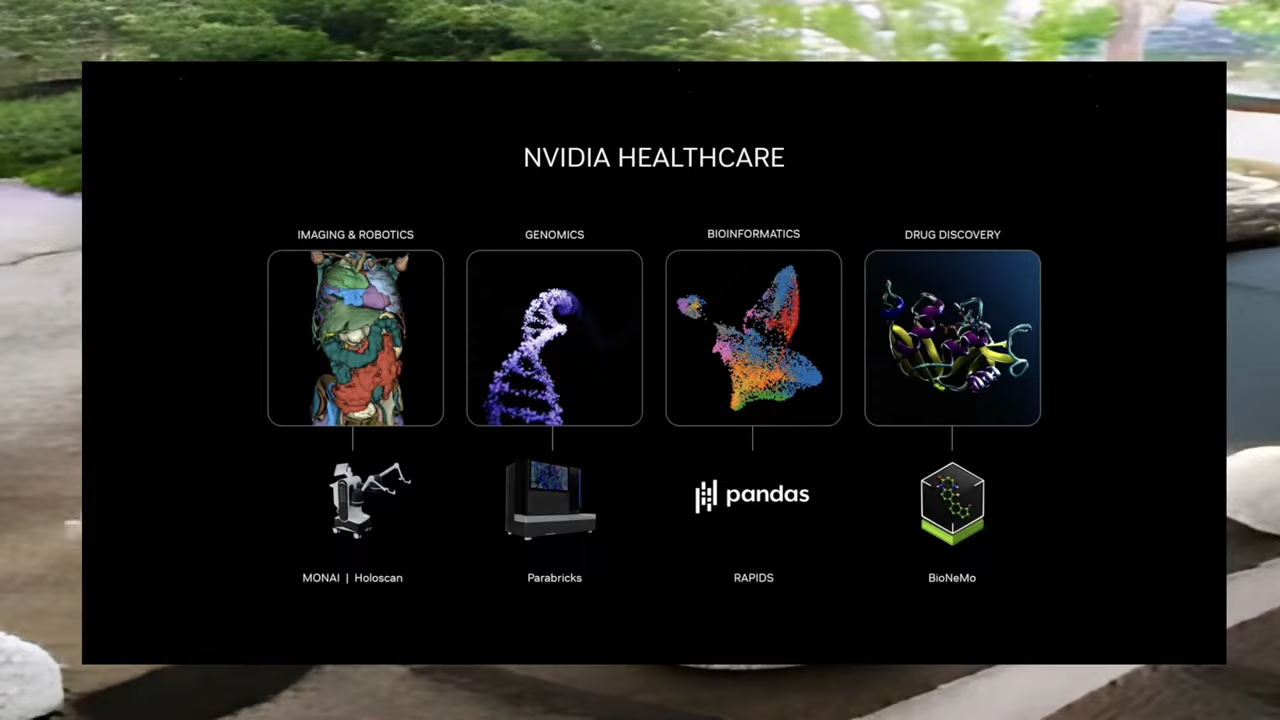 NVIDIA HEALTHCARE
IMAGING & ROBOTICS
GENOMICS
BIOINFORMATICS
DRUG DISCOVERY
pandas
MONAI | Holoscan
Parabricks
RAPIDS
BioNeMo